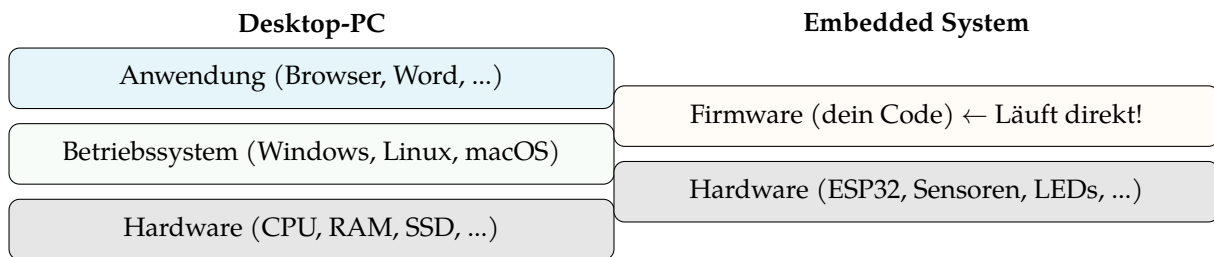 Desktop-PC
Anwendung (Browser, Word, ...)
Betriebssystem (Windows, Linux, macOS)
Hardware (CPU, RAM, SSD, ...)
Embedded System
Firmware (dein Code) ← Läuft direkt!
Hardware (ESP32, Sensoren, LEDs, ...)